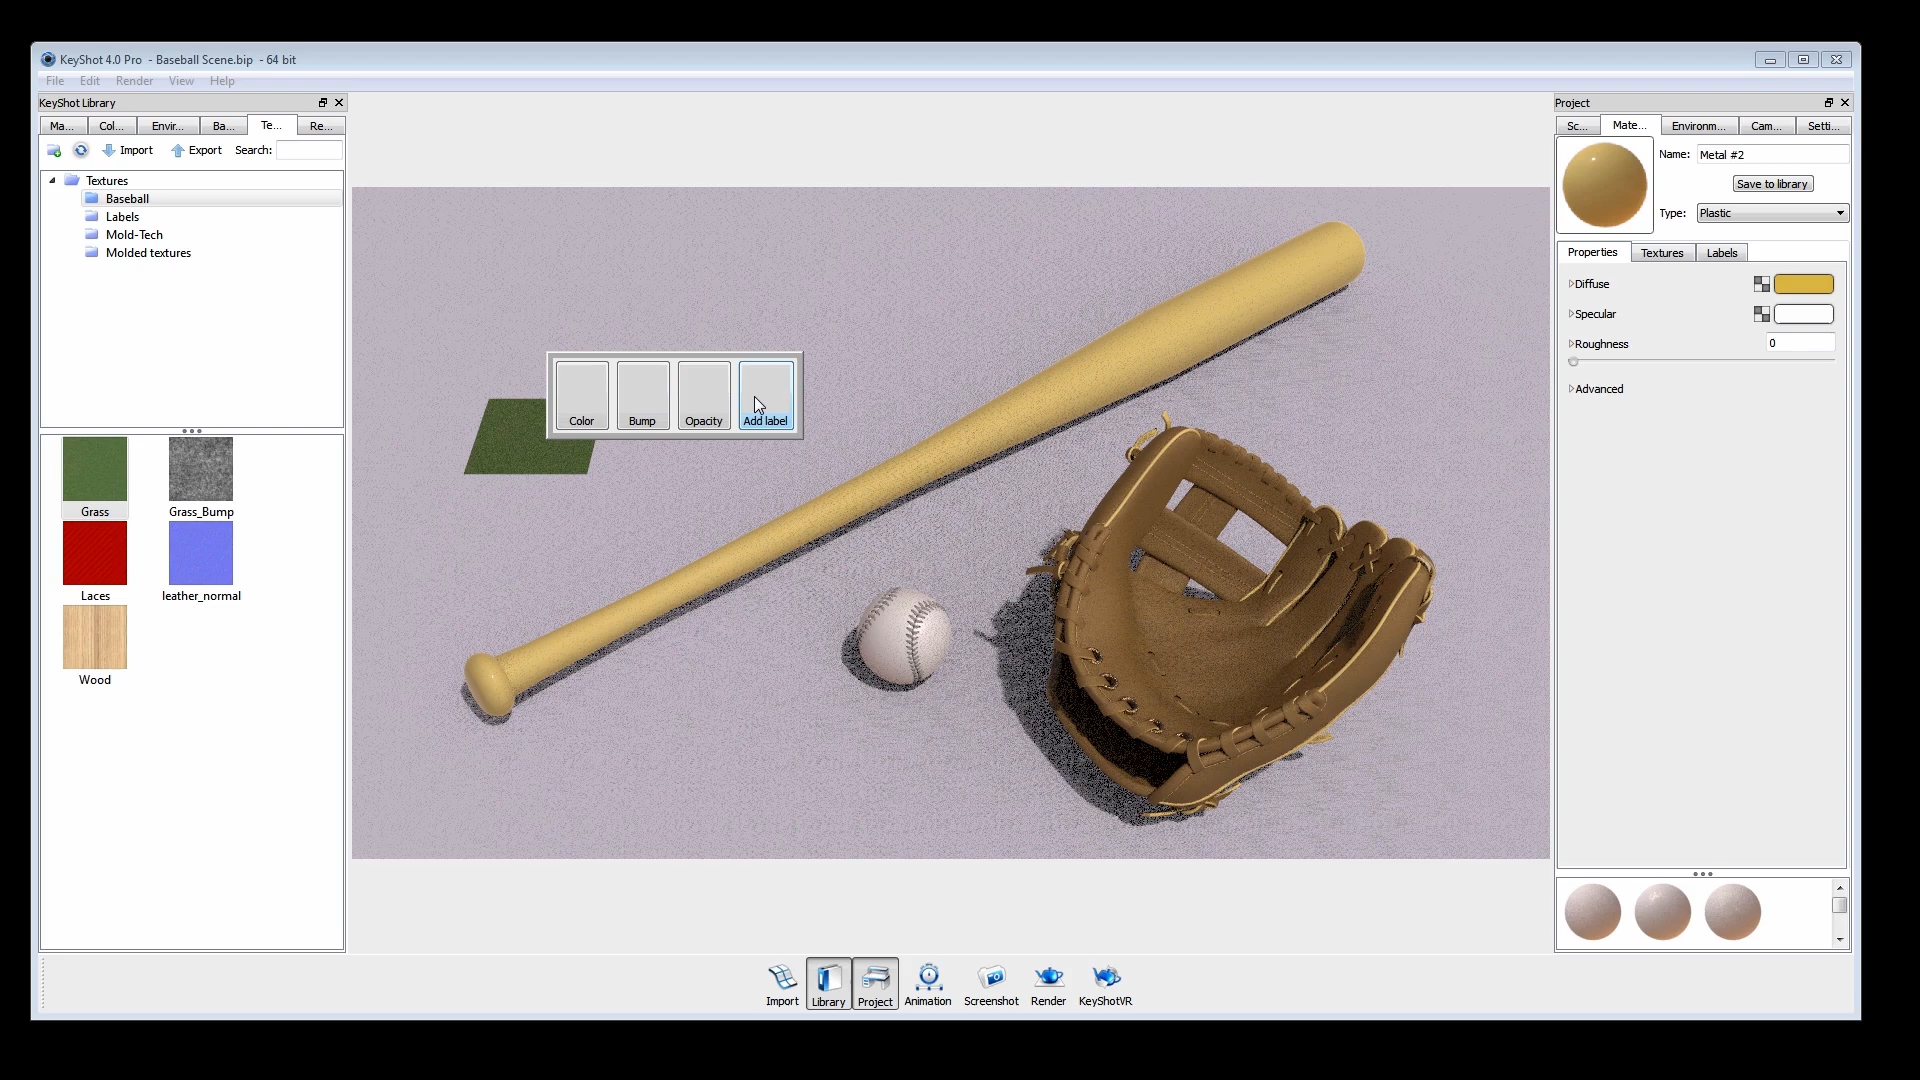 KeyShot 4.0 Pro - Baseball Scene.bip - 64 bit
File Edit Render View Help
KeyShot Library
Ma... Col... Envir... Ba... Te... Re...
Import Export Search:
Textures
Baseball
Labels
Mold-Tech
Molded textures
Grass Grass_Bump
Laces leather_normal
Wood
Color Bump Opacity Add label
Project
Sc... Mate... Environm... Cam... Setti...
Name: Metal #2
Save to library
Type: Plastic
Properties Textures Labels
Diffuse
Specular
Roughness 0
Advanced
Import Library Project Animation Screenshot Render KeyShotVR